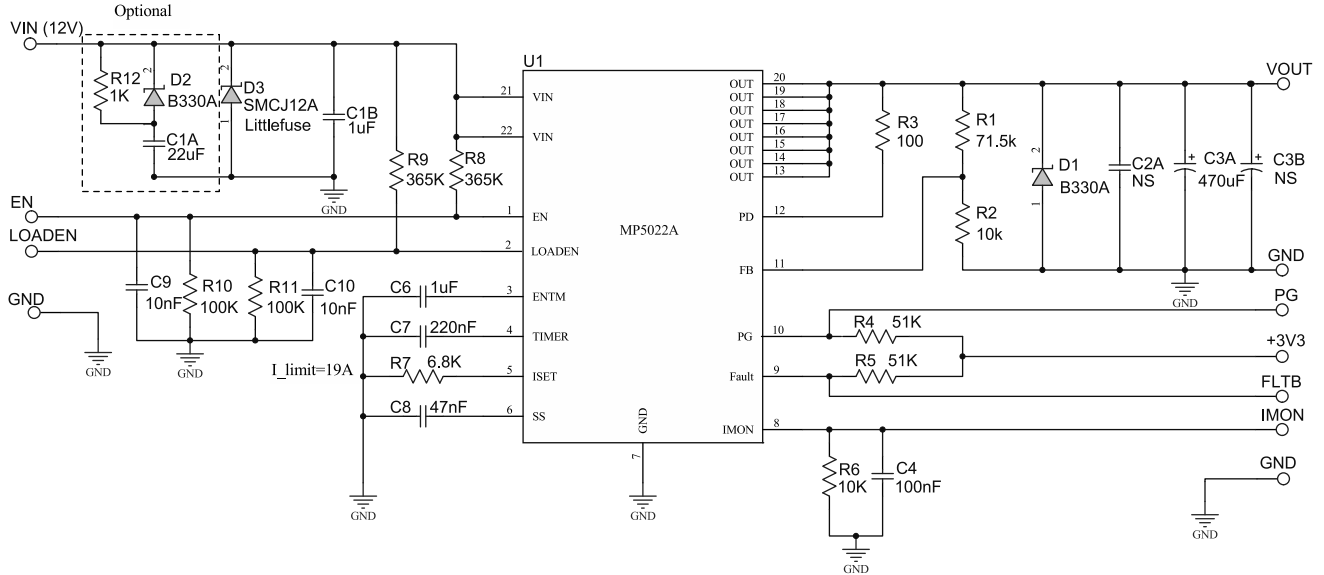 Optional
VIN (12V)
R12
1K
2
D2
B330A
C1A
22uF
2
D3
SMCJ12A
Littlefuse
1
C1B
1uF
GND
R9
365K
R8
365K
U1
21
VIN
22
VIN
1
EN
2
LOADEN
3
ENTM
4
TIMER
5
ISET
6
SS
MP5022A
GND
7
GND
OUT
20
OUT
19
OUT
18
OUT
17
OUT
16
OUT
15
OUT
14
OUT
13
PD
12
FB
11
PG
10
Fault
9
IMON
8
EN
LOADEN
GND
GND
C9
10nF
R10
100K
R11
100K
C10
10nF
GND
C6
1uF
C7
220nF
I_limit=19A
R7
6.8K
C8
47nF
GND
R3
100
R1
71.5k
R2
10k
2
D1
B330A
1
C2A
NS
+
C3A
470uF
+
C3B
NS
VOUT
GND
GND
PG
R4
51K
+3V3
R5
51K
FLTB
IMON
R6
10K
C4
100nF
GND
GND
GND